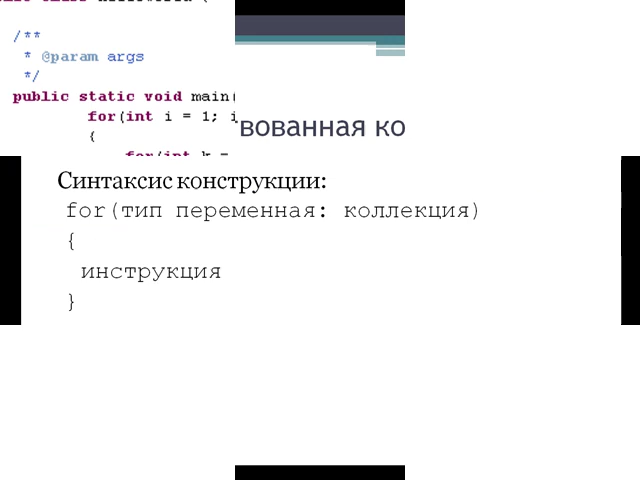 /**
* @param args
*/
public static void main(
for(int i = 1; i
{
вованная ко
Синтаксис конструкции:
for(тип переменная: коллекция)
{
инструкция
}